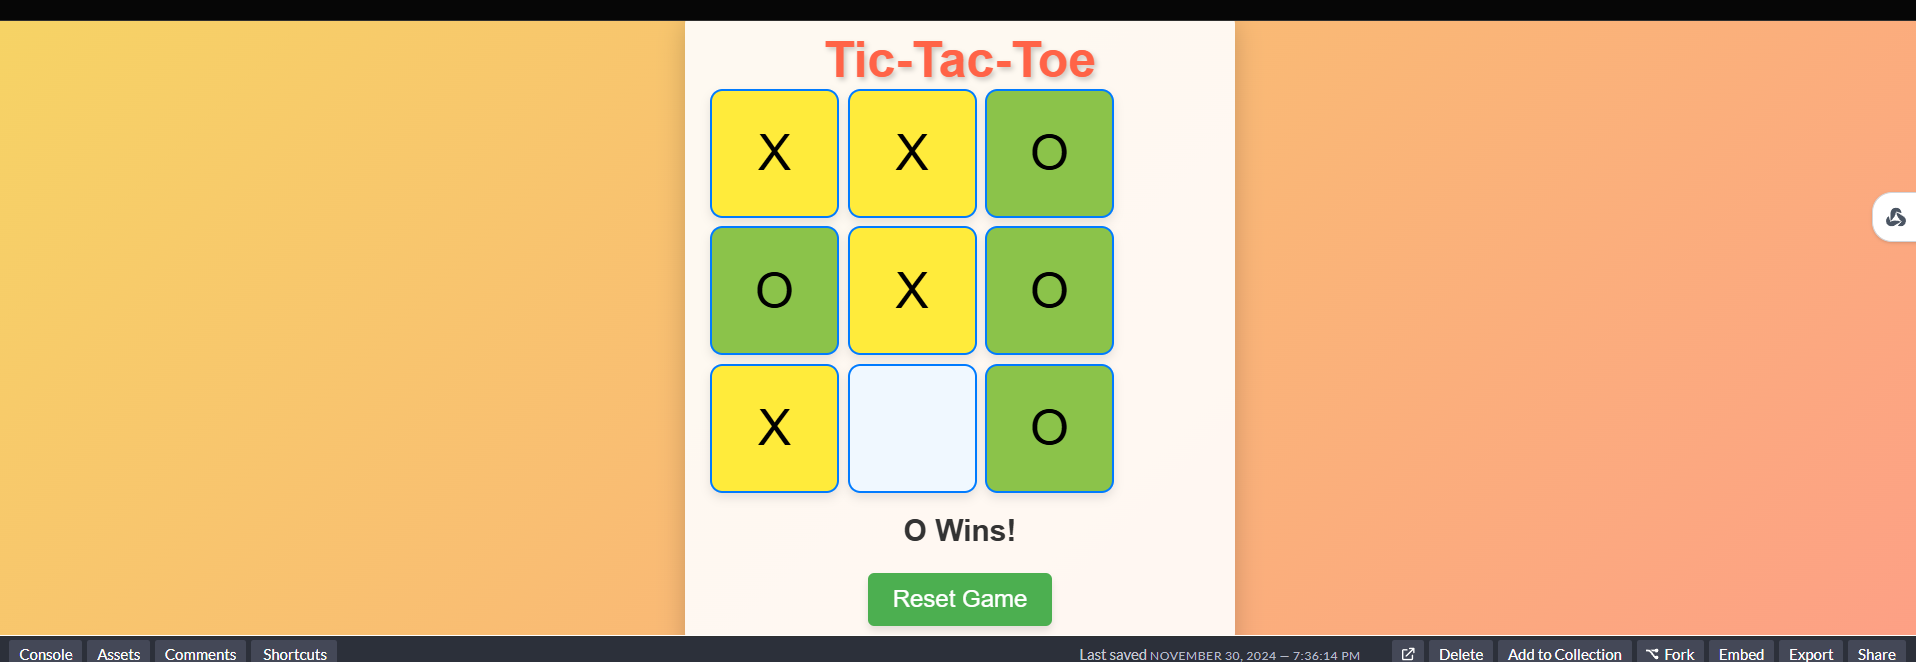 Tic-Tac-Toe
X X O
O X O
X O
O Wins!
Reset Game
Console Assets Comments Shortcuts Last saved NOVEMBER 30, 2024 — 7:36:14 PM Delete Add to Collection Fork Embed Export Share